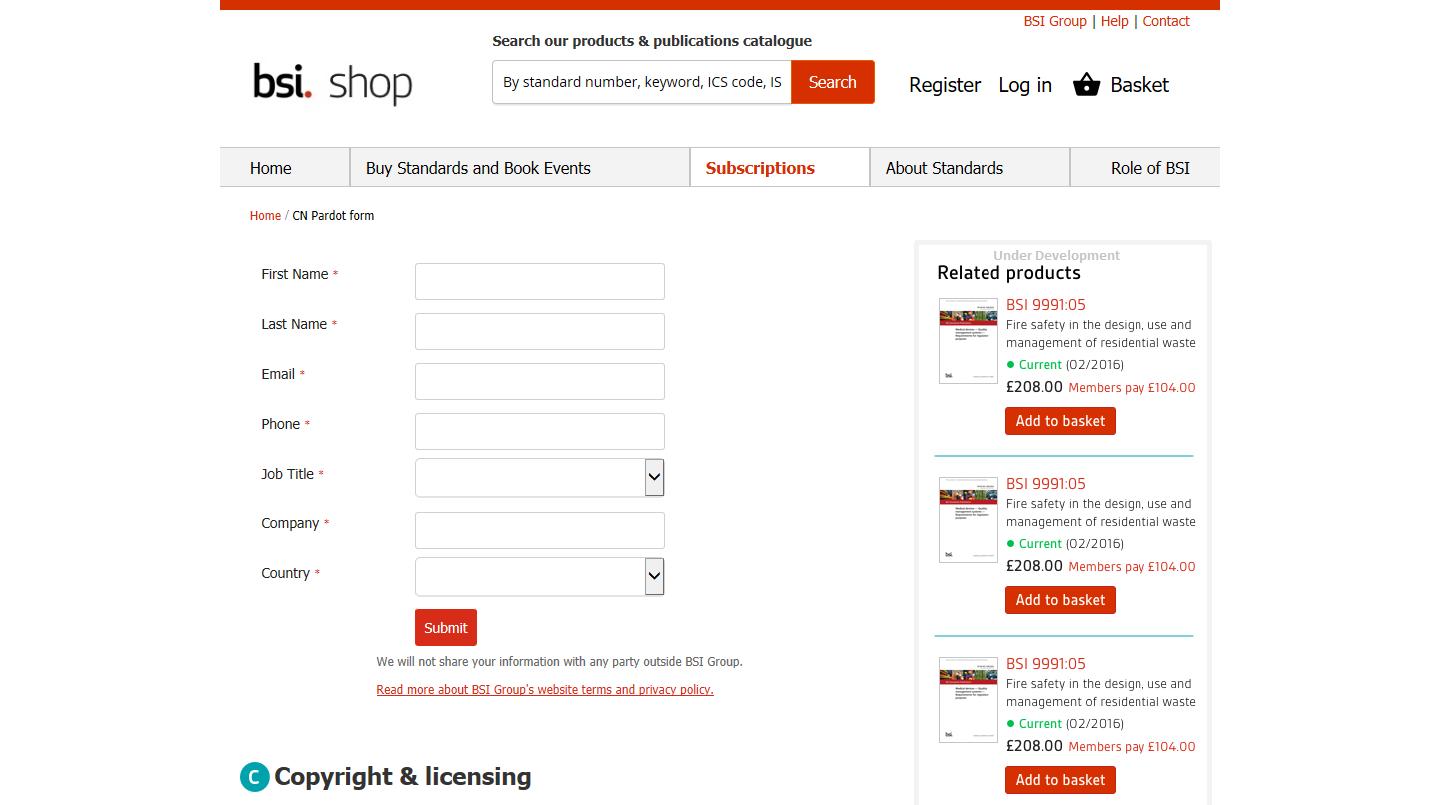 BSI Group | Help | Contact
Search our products & publications catalogue
bsi. shop
By standard number, keyword, ICS code, IS
Search
Register
Log in
Basket
Home
Buy Standards and Book Events
Subscriptions
About Standards
Role of BSI
Home / CN Pardot form
First Name *
Last Name *
Email *
Phone *
Job Title *
Company *
Country *
Submit
We will not share your information with any party outside BSI Group.
Read more about BSI Group's website terms and privacy policy.
C Copyright & licensing
Under Development
Related products
BSI 9991:05
Fire safety in the design, use and
management of residential waste
Current (02/2016)
£208.00 Members pay £104.00
Add to basket
BSI 9991:05
Fire safety in the design, use and
management of residential waste
Current (02/2016)
£208.00 Members pay £104.00
Add to basket
BSI 9991:05
Fire safety in the design, use and
management of residential waste
Current (02/2016)
£208.00 Members pay £104.00
Add to basket